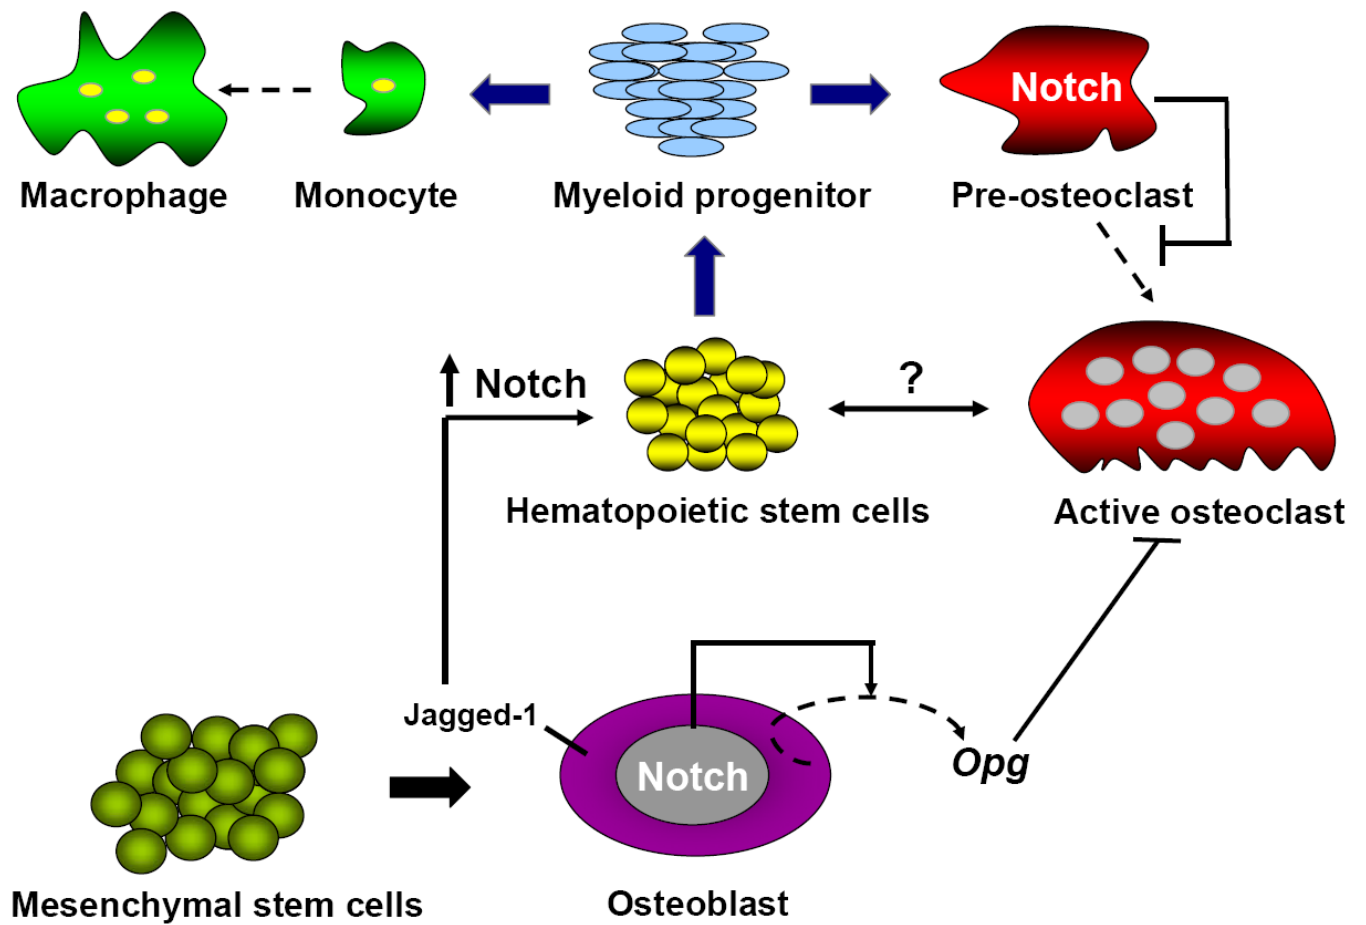 Notch
Macrophage
Monocyte
Myeloid progenitor
Pre-osteoclast
Notch
?
Hematopoietic stem cells
Active osteoclast
Jagged-1
Notch
Opg
Mesenchymal stem cells
Osteoblast